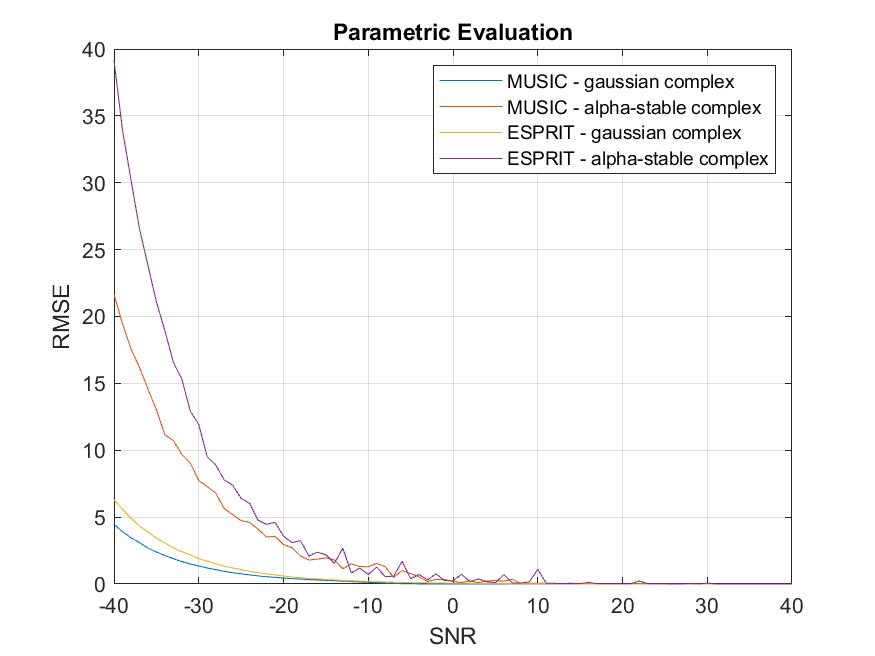 Parametric Evaluation
40
35
30
25
20
15
10
5
0
RMSE
MUSIC - gaussian complex
MUSIC - alpha-stable complex
ESPRIT - gaussian complex
ESPRIT - alpha-stable complex
-40 -30 -20 -10 0 10 20 30 40
SNR